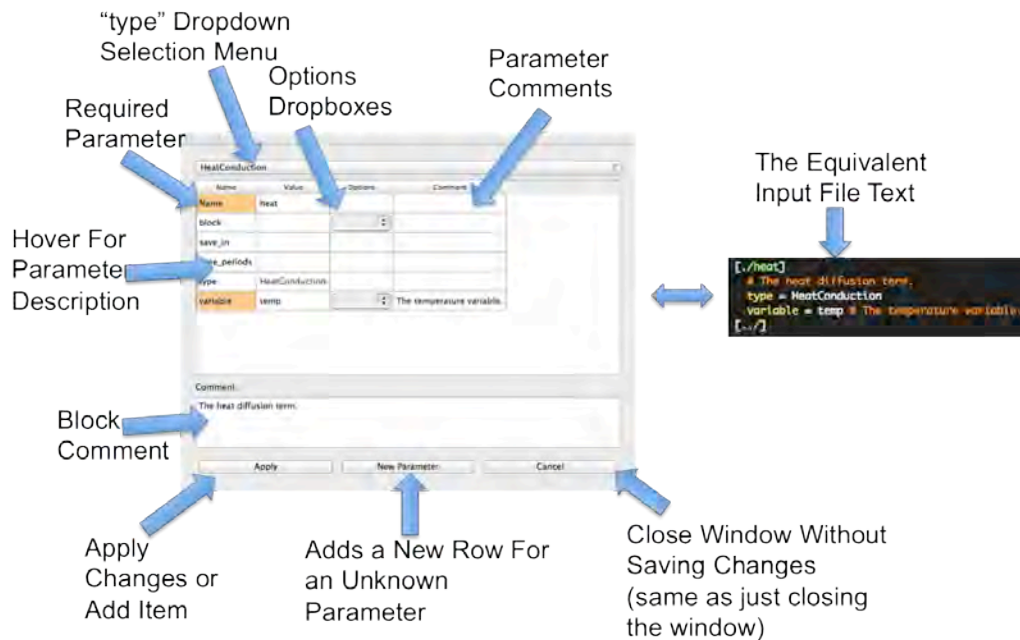 “type” Dropdown
Selection Menu
Options
Dropboxes
Parameter
Comments
Required
Parameter
The Equivalent
Input File Text
HeatConduction
Name Value Options Comment
Name heat
block
Hover For
Parameter
Description
save_in
type HeatConduction
variable temp The temperature variable.
[./heat]
# The heat diffusion term.
type = HeatConduction
variable = temp # The temperature variable.
[../]
Comment
The heat diffusion term.
Block
Comment
Apply New Parameter Cancel
Apply
Changes or
Add Item
Adds a New Row For
an Unknown
Parameter
Close Window Without
Saving Changes
(same as just closing
the window)